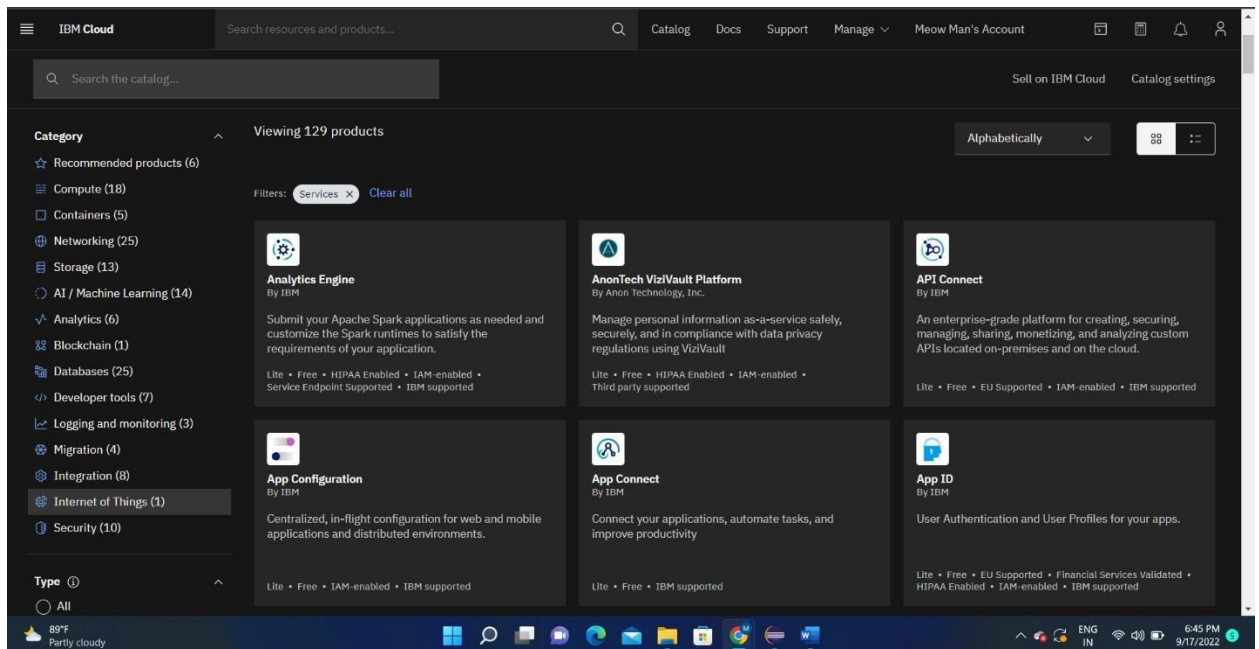 IBM Cloud
Search resources and products...
Catalog
Docs
Support
Manage
Meow Man's Account
Search the catalog...
Sell on IBM Cloud
Catalog settings
Category
Recommended products (6)
Compute (18)
Containers (5)
Networking (25)
Storage (13)
AI / Machine Learning (14)
Analytics (6)
Blockchain (1)
Databases (25)
Developer tools (7)
Logging and monitoring (3)
Migration (4)
Integration (8)
Internet of Things (1)
Security (10)
Type
All
Viewing 129 products
Alphabetically
Filters: Services × Clear all
Analytics Engine
By IBM
Submit your Apache Spark applications as needed and
customize the Spark runtimes to satisfy the
requirements of your application.
Lite • Free • HIPAA Enabled • IAM-enabled •
Service Endpoint Supported • IBM supported
AnonTech ViziVault Platform
By Anon Technology, Inc.
Manage personal information as-a-service safely,
securely, and in compliance with data privacy
regulations using ViziVault
Lite • Free • HIPAA Enabled • IAM-enabled •
Third party supported
API Connect
By IBM
An enterprise-grade platform for creating, securing,
managing, sharing, monetizing, and analyzing custom
APIs located on-premises and on the cloud.
Lite • Free • EU Supported • IAM-enabled • IBM supported
App Configuration
By IBM
Centralized, in-flight configuration for web and mobile
applications and distributed environments.
Lite • Free • IAM-enabled • IBM supported
App Connect
By IBM
Connect your applications, automate tasks, and
improve productivity
Lite • Free • IBM supported
App ID
By IBM
User Authentication and User Profiles for your apps.
Lite • Free • EU Supported • Financial Services Validated •
HIPAA Enabled • IAM-enabled • IBM supported
89°F
Partly cloudy
ENG
IN
6:45 PM
9/17/2022
5